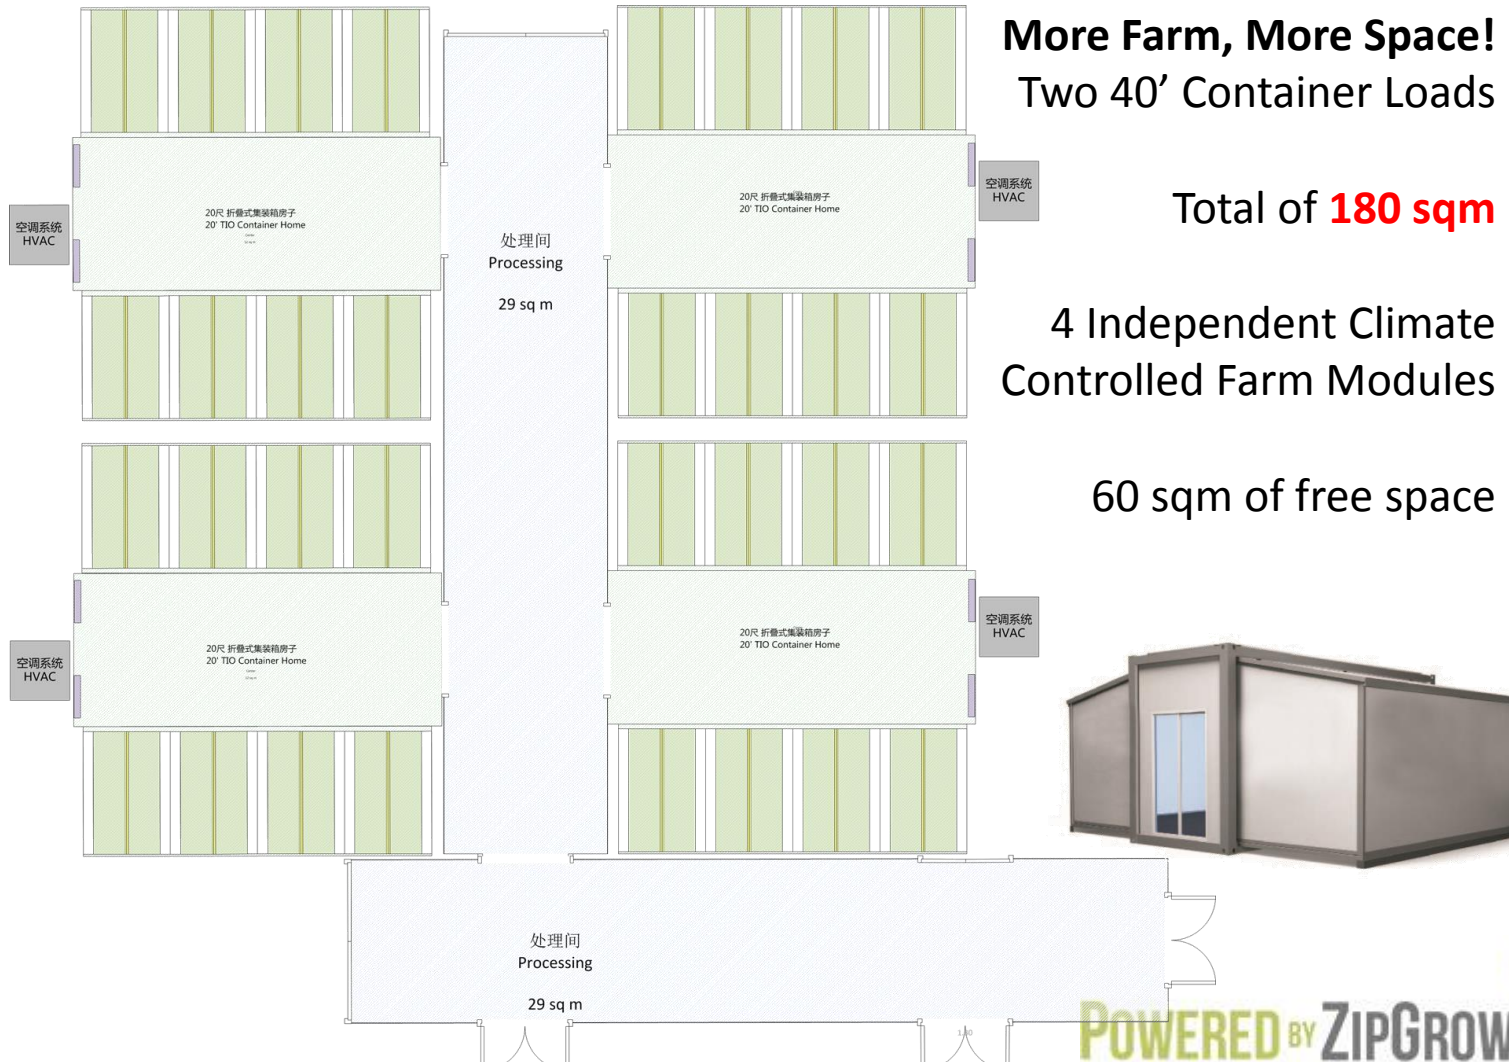 More Farm, More Space!
Two 40’ Container Loads
Total of 180 sqm
4 Independent Climate
Controlled Farm Modules
60 sqm of free space
空调系统
HVAC
20尺 折叠式集装箱房子
20' TIO Container Home
处理间
Processing
29 sq m
20尺 折叠式集装箱房子
20' TIO Container Home
空调系统
HVAC
空调系统
HVAC
20尺 折叠式集装箱房子
20' TIO Container Home
20尺 折叠式集装箱房子
20' TIO Container Home
空调系统
HVAC
处理间
Processing
29 sq m
POWERED BY ZIPGROW